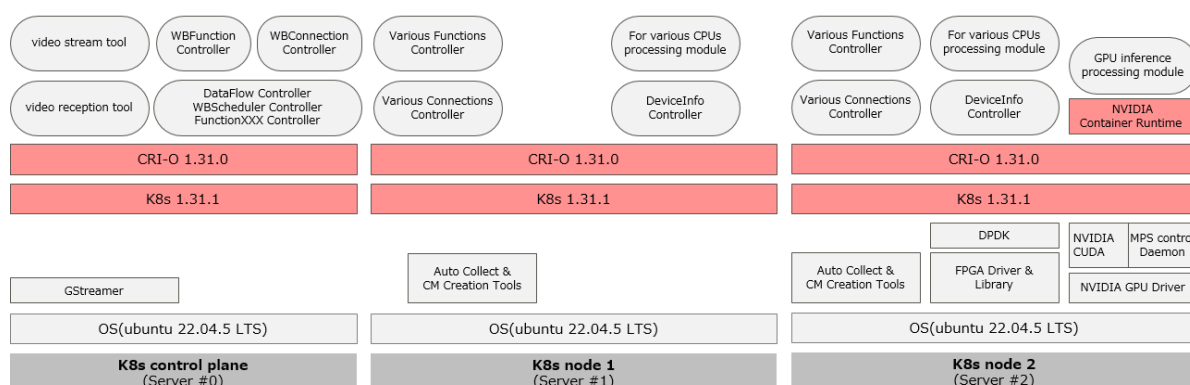 video stream tool
WBFunction
Controller
WBConnection
Controller
video reception tool
DataFlow Controller
WBScheduler Controller
FunctionXXX Controller
CRI-O 1.31.0
K8s 1.31.1
GStreamer
OS(ubuntu 22.04.5 LTS)
K8s control plane
(Server #0)
Various Functions
Controller
For various CPUs
processing module
Various Connections
Controller
DeviceInfo
Controller
CRI-O 1.31.0
K8s 1.31.1
Auto Collect &
CM Creation Tools
OS(ubuntu 22.04.5 LTS)
K8s node 1
(Server #1)
Various Functions
Controller
For various CPUs
processing module
GPU inference
processing module
Various Connections
Controller
DeviceInfo
Controller
NVIDIA
Container Runtime
CRI-O 1.31.0
K8s 1.31.1
DPDK
NVIDIA
CUDA
MPS control
Daemon
Auto Collect &
CM Creation Tools
FPGA Driver &
Library
NVIDIA GPU Driver
OS(ubuntu 22.04.5 LTS)
K8s node 2
(Server #2)